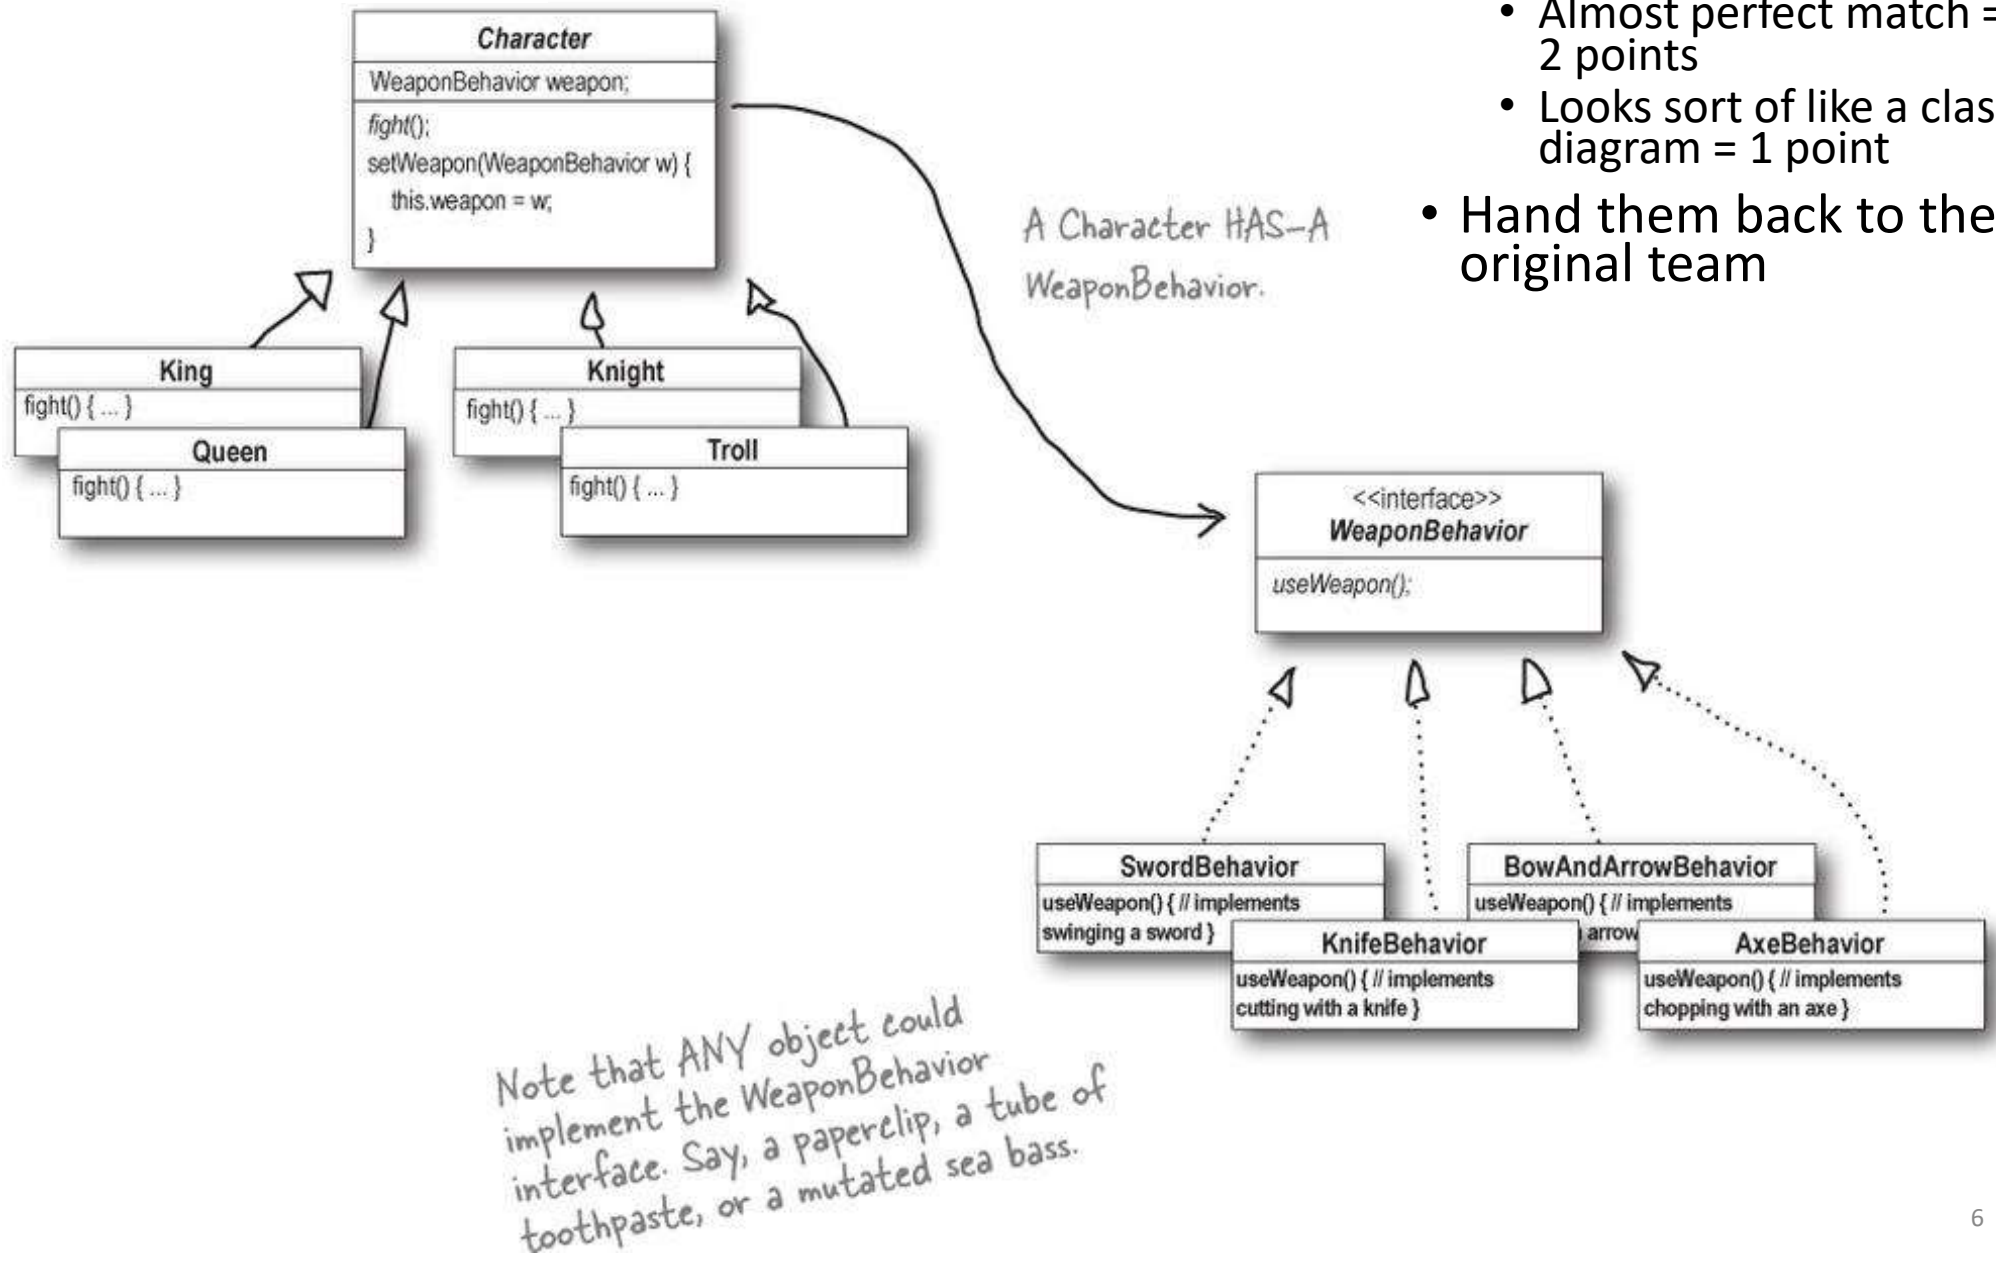 Character
WeaponBehavior weapon;
fight();
setWeapon(WeaponBehavior w) {
this.weapon = w;
}
King
fight() { ... }
Queen
fight() { ... }
Knight
fight() { ... }
Troll
fight() { ... }
A Character HAS-A
WeaponBehavior.
• Almost perfect match =
2 points
• Looks sort of like a clas
diagram = 1 point
• Hand them back to the
original team
<<interface>>
WeaponBehavior
useWeapon();
SwordBehavior
useWeapon() { // implements
swinging a sword }
KnifeBehavior
useWeapon() { // implements
cutting with a knife }
BowAndArrowBehavior
useWeapon() { // implements
arrow
AxeBehavior
useWeapon() { // implements
chopping with an axe }
Note that ANY object could
implement the WeaponBehavior
interface. Say, a paperclip, a tube of
toothpaste, or a mutated sea bass.
6